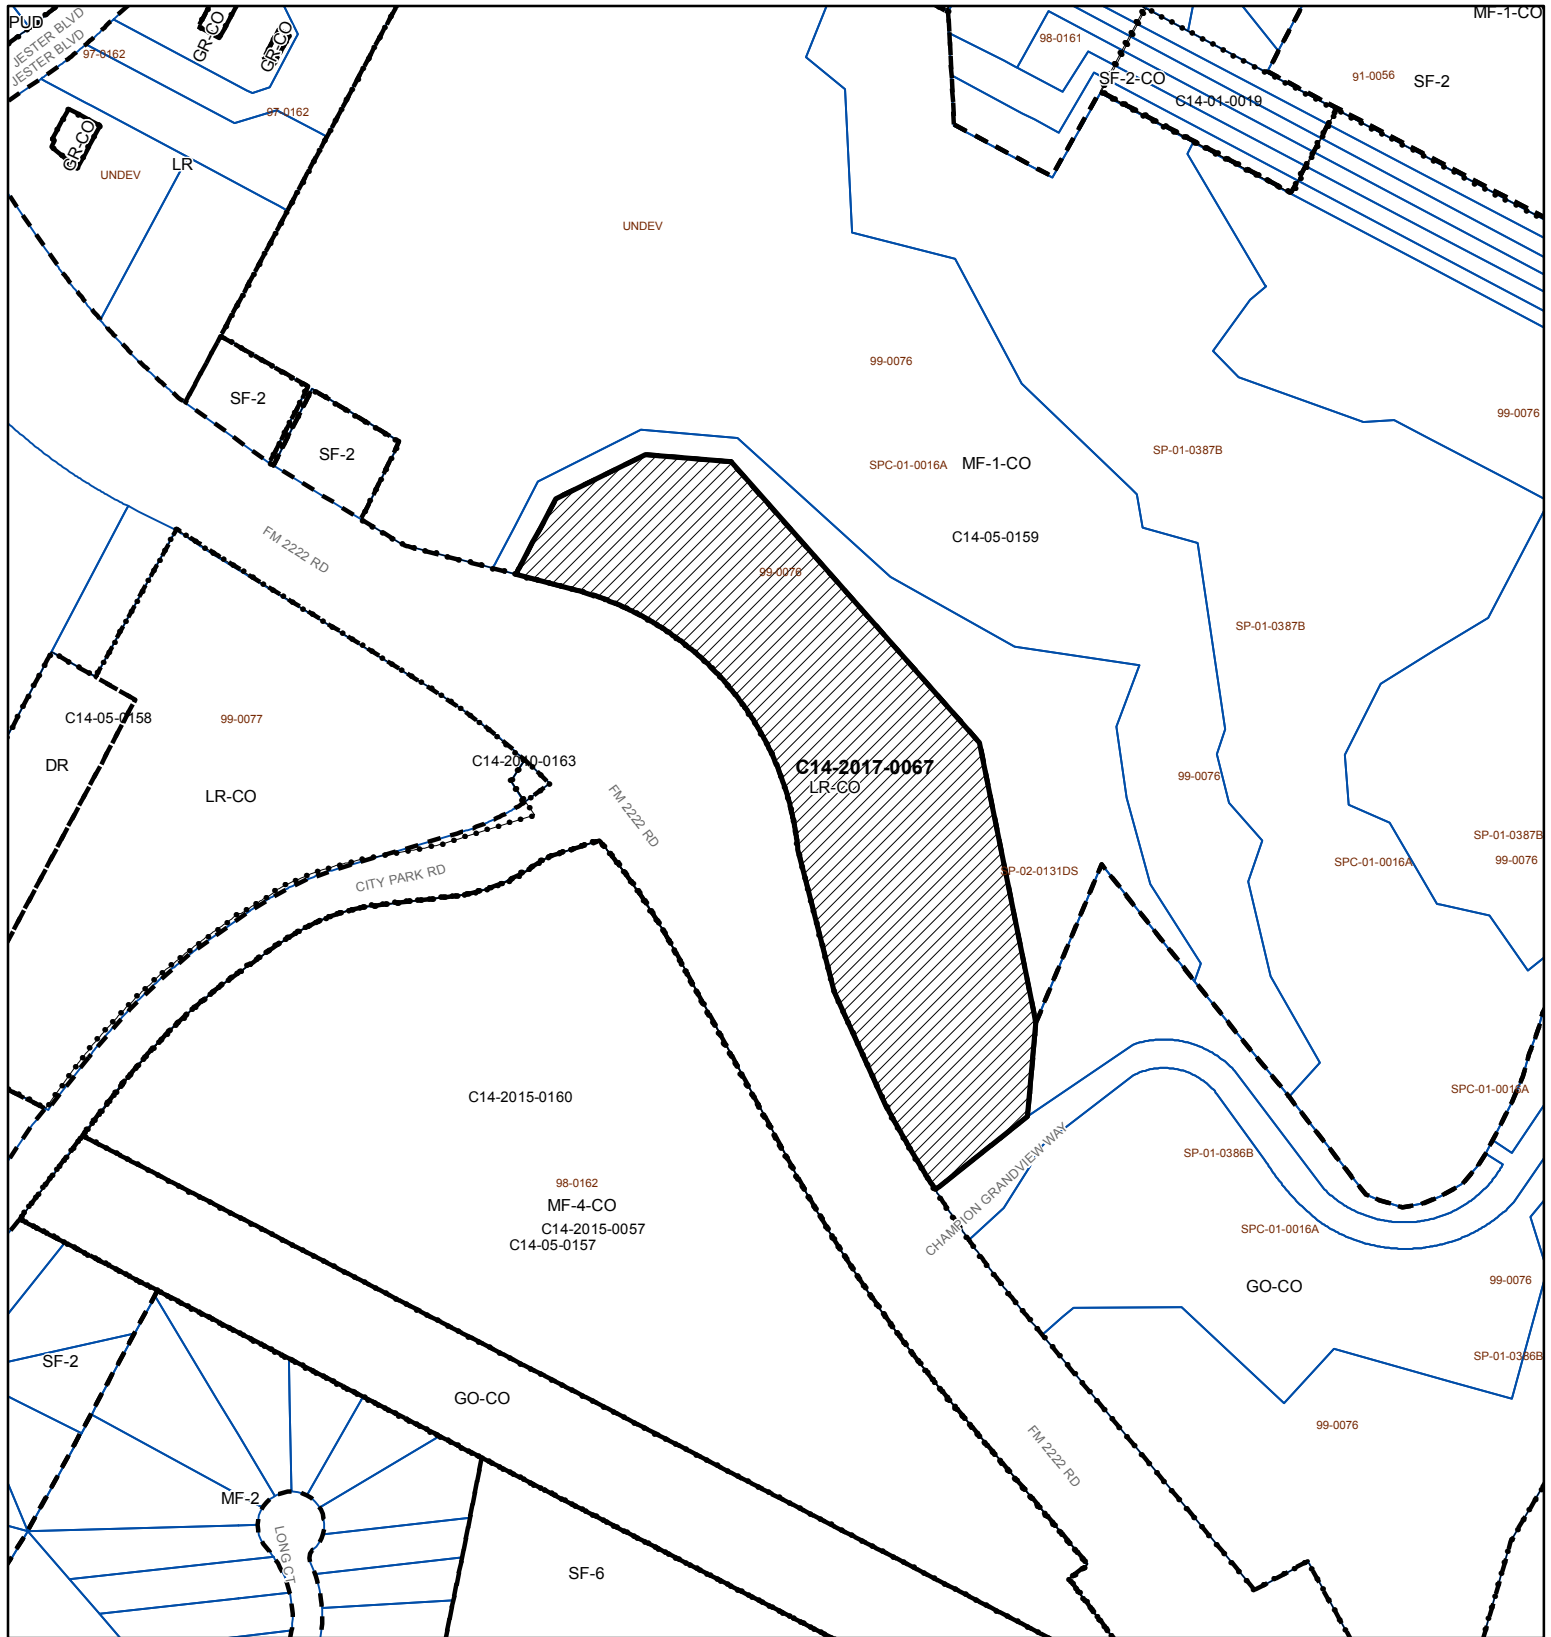 PUD
JESTER BLVD
JESTER BLVD
97-0162
GR-CO
GR-CO
97-0162
GR-CO
LR
UNDEV
98-0161
SF-2-CO
C14-01-0019
91-0056
SF-2
MF-1-CO
UNDEV
99-0076
99-0076
SF-2
SF-2
SPC-01-0016A
MF-1-CO
SP-01-0387B
C14-05-0159
FM 2222 RD
99-0076
SP-01-0387B
C14-05-0158
99-0077
DR
LR-CO
C14-2010-0163
FM 2222 RD
C14-2017-0067
LR-CO
99-0076
SP-01-0387B
SPC-01-0016A
99-0076
SP-02-0131DS
CITY PARK RD
C14-2015-0160
SPC-01-0016A
CHAMPION GRANDVIEW WAY
SP-01-0386B
98-0162
MF-4-CO
C14-2015-0057
C14-05-0157
SPC-01-0016A
GO-CO
99-0076
SF-2
SP-01-0386B
GO-CO
99-0076
FM 2222 RD
MF-2
LONG CT
SF-6